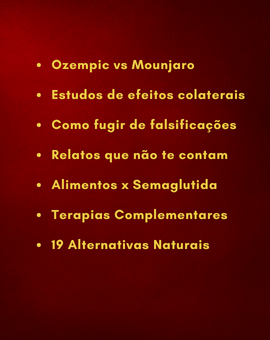 • Ozempic vs Mounjaro
• Estudos de efeitos colaterais
• Como fugir de falsificações
• Relatos que não te contam
• Alimentos x Semaglutida
• Terapias Complementares
• 19 Alternativas Naturais